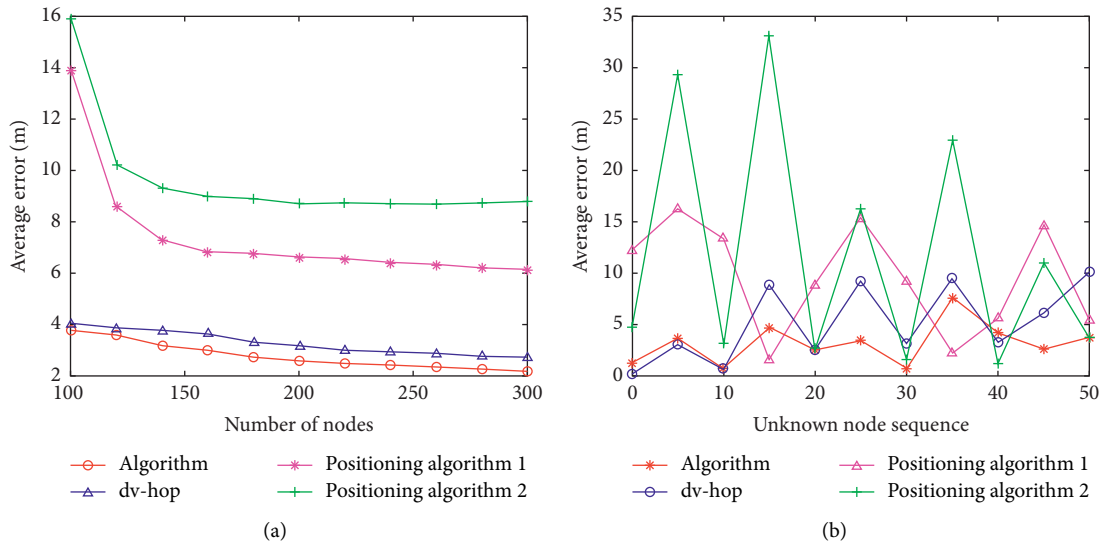 16
14
12
10
8
6
4
2
Average error (m)
100
150
200
250
300
Number of nodes
Algorithm
dv-hop
Positioning algorithm 1
Positioning algorithm 2
(a)
35
30
25
20
15
10
5
0
Average error (m)
0
10
20
30
40
50
Unknown node sequence
Algorithm
dv-hop
Positioning algorithm 1
Positioning algorithm 2
(b)